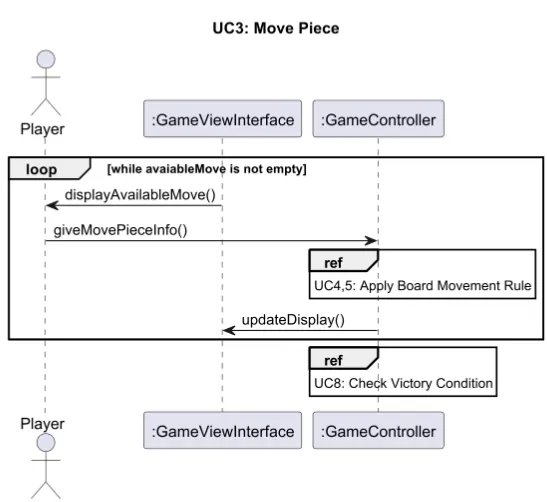 UC3: Move Piece
Player
:GameViewInterface
:GameController
loop
[while avaiableMove is not empty]
displayAvailableMove()
giveMovePieceInfo()
ref
UC4,5: Apply Board Movement Rule
updateDisplay()
ref
UC8: Check Victory Condition
Player
:GameViewInterface
:GameController